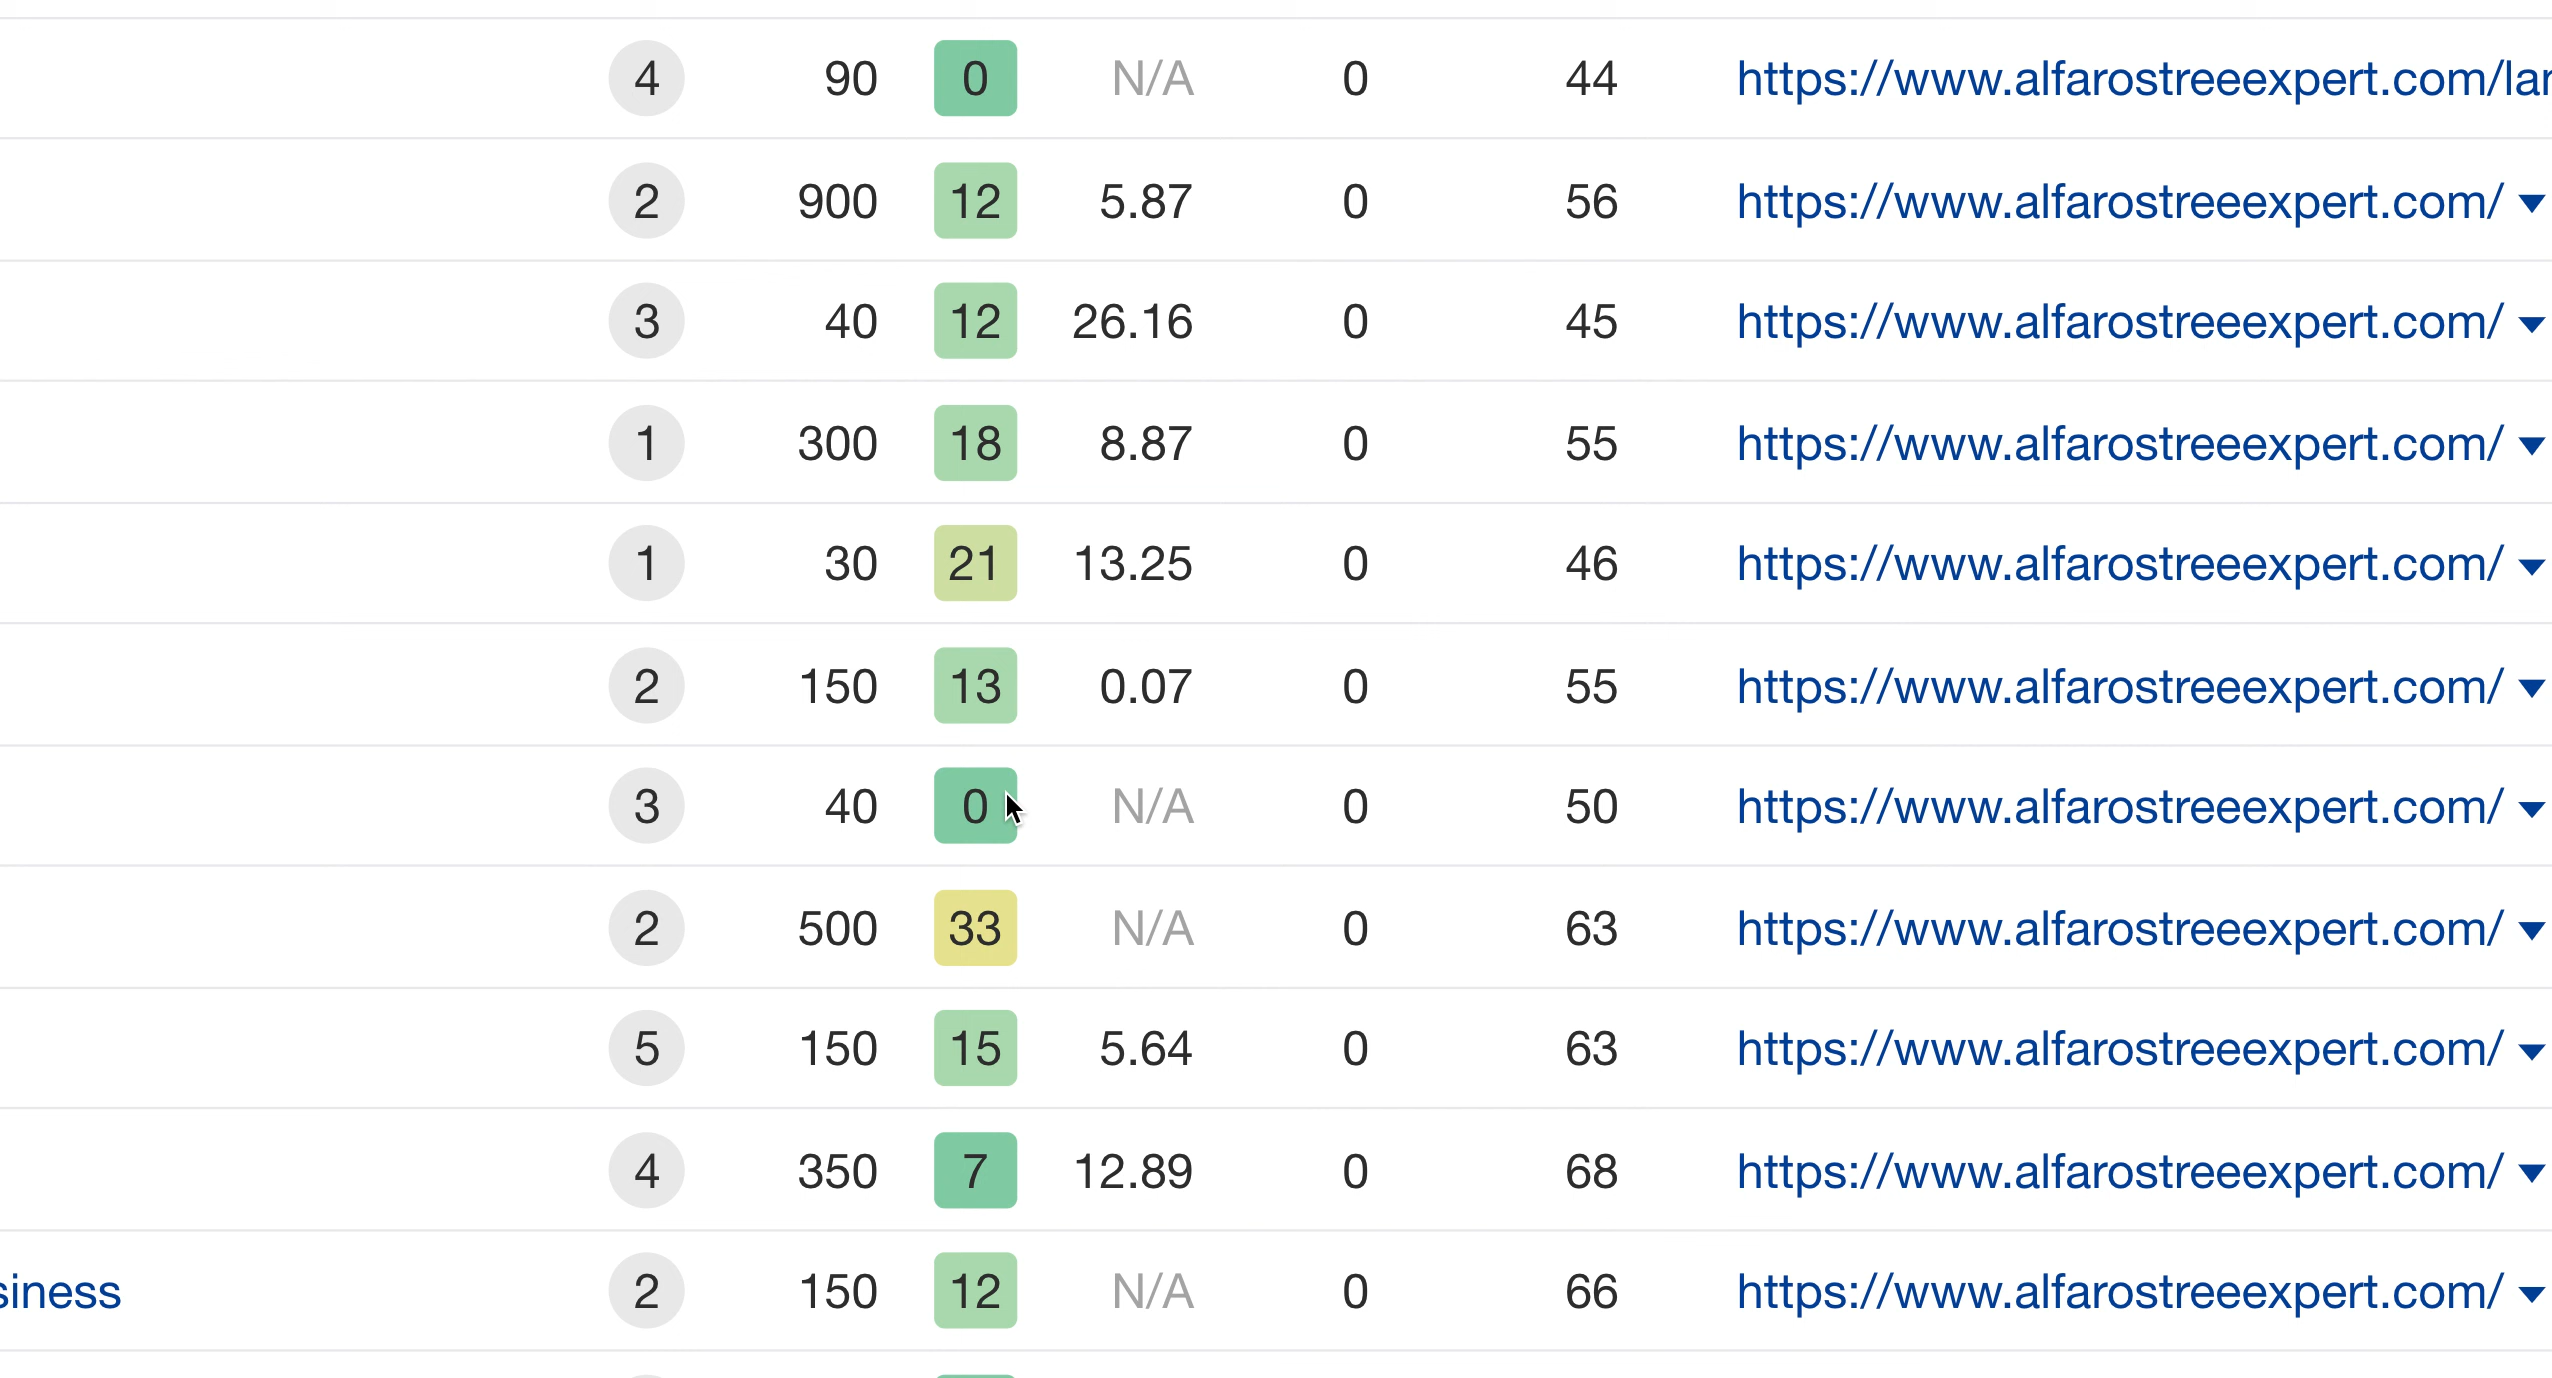 4 90 0 N/A 0 44 https://www.alfarostreeexpert.com/lar
2 900 12 5.87 0 56 https://www.alfarostreeexpert.com/
3 40 12 26.16 0 45 https://www.alfarostreeexpert.com/
1 300 18 8.87 0 55 https://www.alfarostreeexpert.com/
1 30 21 13.25 0 46 https://www.alfarostreeexpert.com/
2 150 13 0.07 0 55 https://www.alfarostreeexpert.com/
3 40 0 N/A 0 50 https://www.alfarostreeexpert.com/
2 500 33 N/A 0 63 https://www.alfarostreeexpert.com/
5 150 15 5.64 0 63 https://www.alfarostreeexpert.com/
4 350 7 12.89 0 68 https://www.alfarostreeexpert.com/
siness 2 150 12 N/A 0 66 https://www.alfarostreeexpert.com/